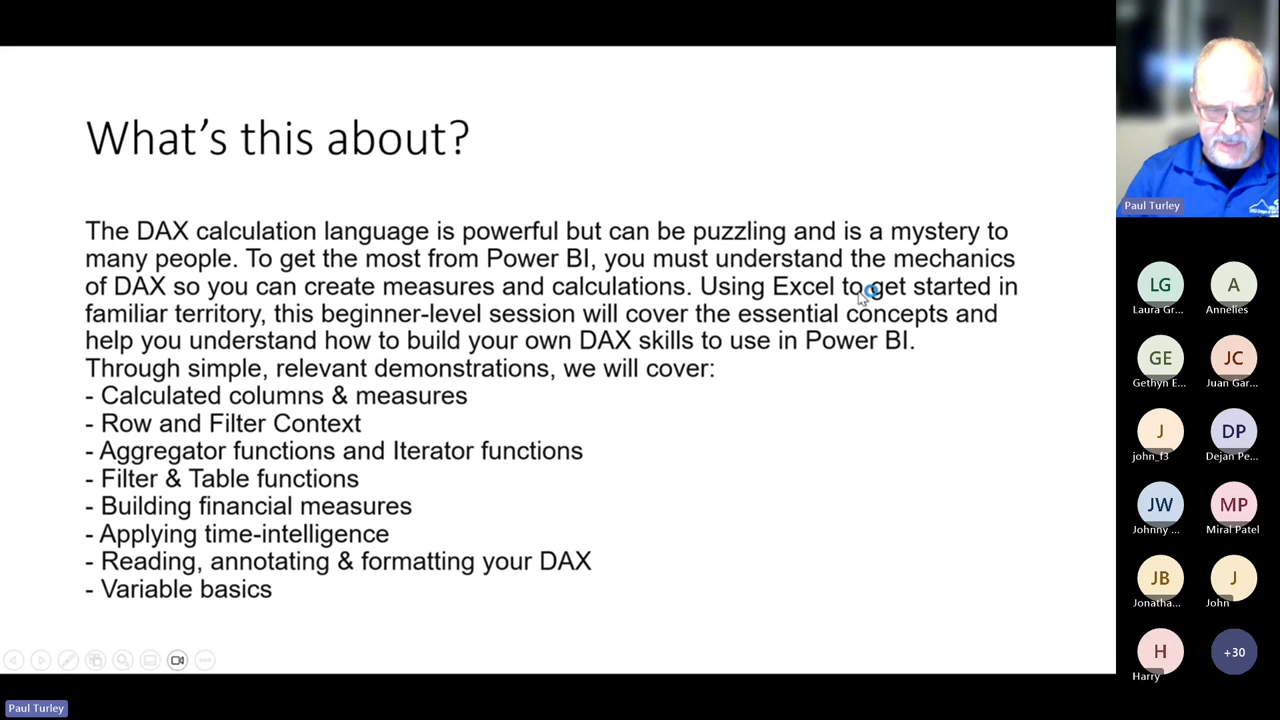 What's this about?
The DAX calculation language is powerful but can be puzzling and is a mystery to
many people. To get the most from Power BI, you must understand the mechanics
of DAX so you can create measures and calculations. Using Excel to get started in
familiar territory, this beginner-level session will cover the essential concepts and
help you understand how to build your own DAX skills to use in Power BI.
Through simple, relevant demonstrations, we will cover:
- Calculated columns & measures
- Row and Filter Context
- Aggregator functions and Iterator functions
- Filter & Table functions
- Building financial measures
- Applying time-intelligence
- Reading, annotating & formatting your DAX
- Variable basics
Paul Turley
Paul Turley
LG
Laura Gr...
A
Annelies
GE
Gethyn E...
JC
Juan Gar...
J
john_f3
DP
Dejan Pe...
JW
Johnny ...
MP
Miral Patel
JB
Jonatha...
J
John
H
Harry
+30